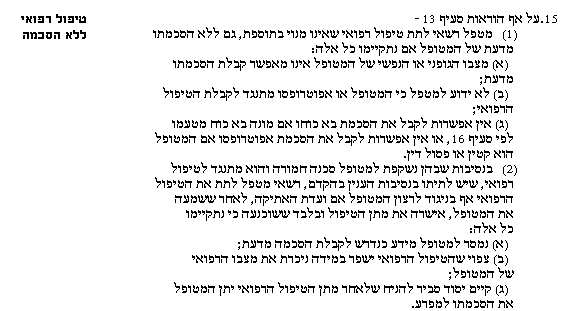 15.על אף הוראות סעיף 13 -
טיפול רפואי
ללא הסכמה
(1) מטפל רשאי לתת טיפול רפואי שאינו מנוי בתוספת, גם ללא הסכמתו
מדעת של המטופל אם נתקיימו כל אלה:
(א) מצבו הגופני או הנפשי של המטופל אינו מאפשר קבלת הסכמתו
מדעת;
(ב) לא ידוע למטפל כי המטופל או אפוטרופסו מתנגד לקבלת הטיפול
הרפואי;
(ג) אין אפשרות לקבל את הסכמת בא כוחו אם מונה בא כוח מטעמו
לפי סעיף 16, או אין אפשרות לקבל את הסכמת אפוטרופסו אם המטופל
הוא קטין או פסול דין.
(2) בנסיבות שבהן נשקפת למטופל סכנה חמורה והוא מתנגד לטיפול
רפואי, שיש לתיתו בנסיבות הענין בהקדם, רשאי מטפל לתת את הטיפול
הרפואי אף בניגוד לרצון המטופל אם ועדת האתיקה, לאחר ששמעה
את המטופל, אישרה את מתן הטיפול ובלבד ששוכנעה כי נתקיימו
כל אלה:
(א) נמסר למטופל מידע כנדרש לקבלת הסכמה מדעת;
(ב) צפוי שהטיפול הרפואי ישפר במידה ניכרת את מצבו הרפואי
של המטופל;
(ג) קיים יסוד סביר להניח שלאחר מתן הטיפול הרפואי יתן המטופל
את הסכמתו למפרע.